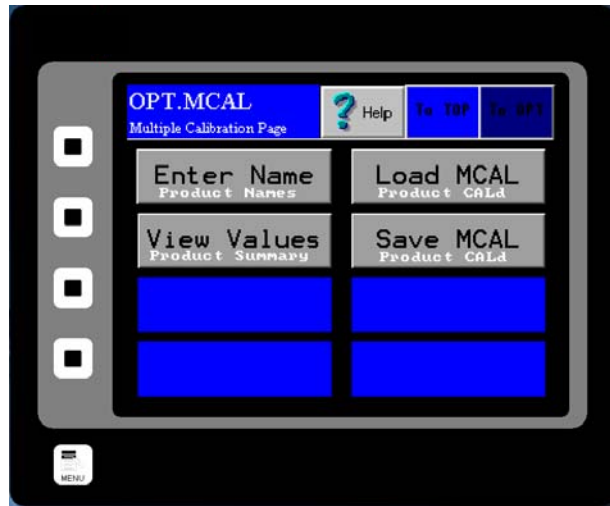 OPT.MCAL
Multiple Calibration Page
Help
To TOP
To OPT
Enter Name
Product Names
Load MCAL
Product CALd
View Values
Product Summary
Save MCAL
Product CALd
MENU